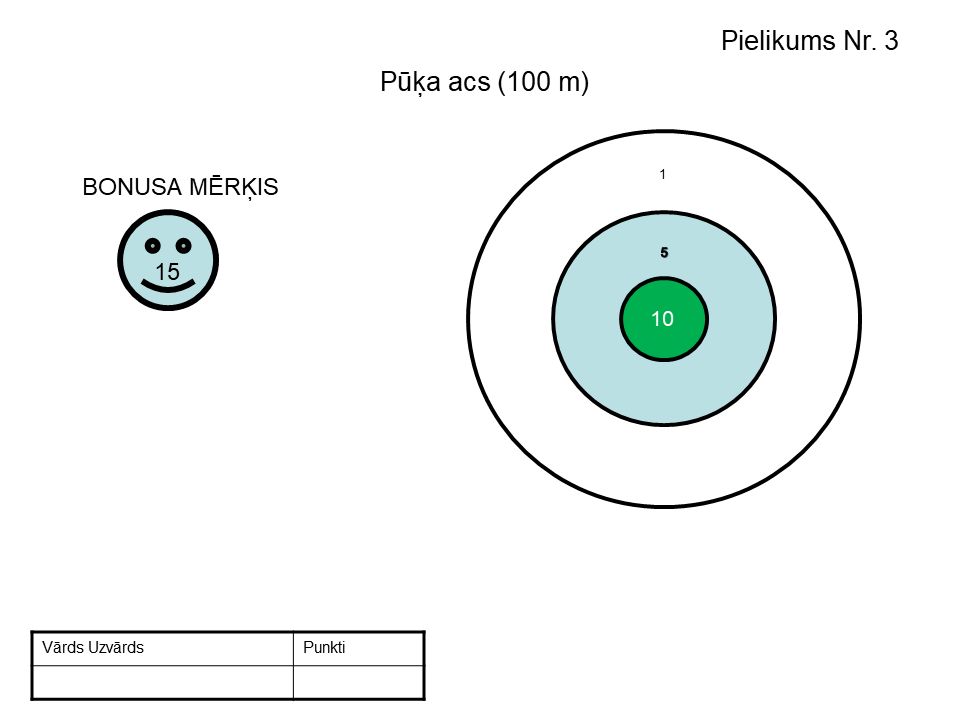 Pielikums Nr. 3
Pūķa acs (100 m)
BONUSA MĒRĶIS
15
1
5
10
Vārds Uzvārds
Punkti